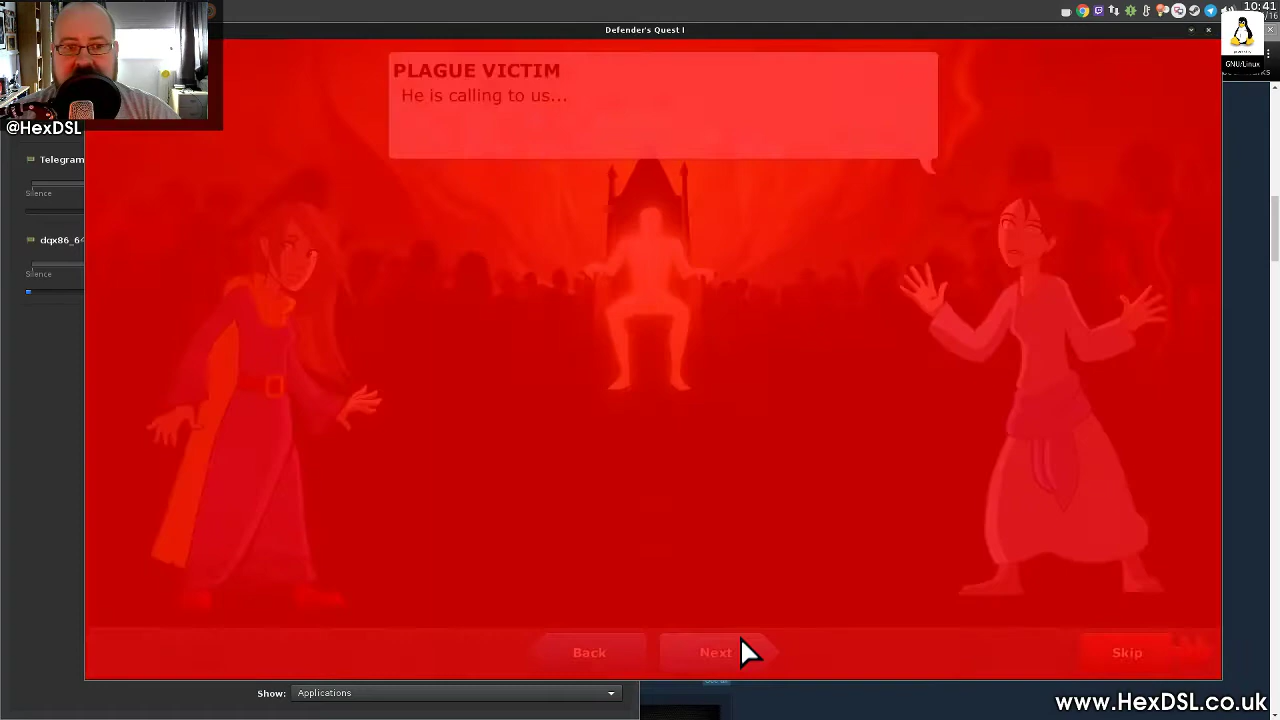 10:41
/16
Defender's Quest I
GNU/Linux
PLAGUE VICTIM
He is calling to us...
@HexDSL
Telegram
Silence
dqx86_64
Silence
Back
Next
Skip
Show:
Applications
www.HexDSL.co.uk